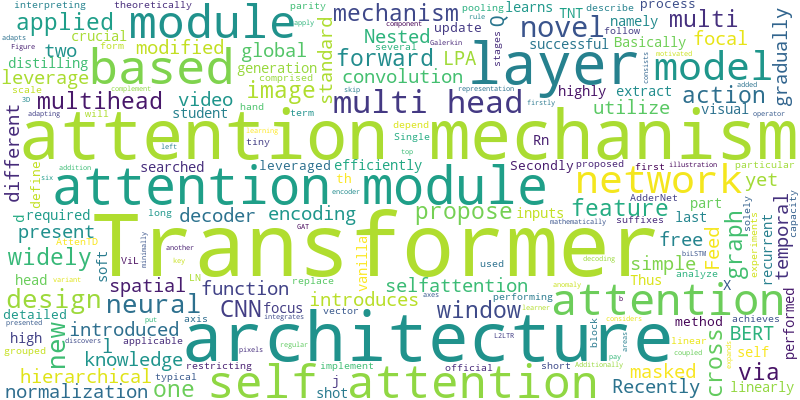 interpreting
theoretically
parity
pooling
describe
process
applied
module
mechanism
apply
component
rule
learns
TNT
multi
adapts
Figure
crucial
form
modified
update
Q
namely
two
Nested
several
Galerkin
stages
follow
Basically
focal
gradually
distilling
global
novel
based
layer
model
leverage
generation
comprised
standard
forward
LPA
successful
convolution
motivated
consists
scale
image
skip
representation
added
operator
3D
multihead
video
hand
highly
extract
action
complement
student
term
firstly
multi head
utilize
visual
different
adapting
will
tiny
depend
Single
Rn
attention mechanism
learning
left
top
addition
define
searched
leveraged
efficiently
Secondly
proposed
first
illustration
particular
six
th
encoder
network
yet
attention module
AdderNet
d
required
long
decoder
encoding
propose
inputs
suffixes
feature
part
last
solely
capacity
experiments
present
AttenTD
GAT
mathematically
Transformer
Feed
graph
recurrent
temporal
free
widely
ViL
minimally
another
vanilla
biLSTM
decoding
simple
analyze
soft
key
LN
used
Thus
X
head
variant
spatial
function
replace
selfattention
anomaly
design
neural
CNN
introduces
axes
performing
learner
attention
b
detailed
presented
put
axis
focus
vector
integrates
window
block
considers
method
achieves
performed
new
introduced
architecture
L2LTR
areas
linear
BERT
high
discovers
l
applicable
pixels
regular
implement
pay
coupled
cross
via
grouped
knowledge
restricting
official
short
Additionally
masked
self
hierarchical
typical
j
normalization
one
self attention
shot
Recently
linearly